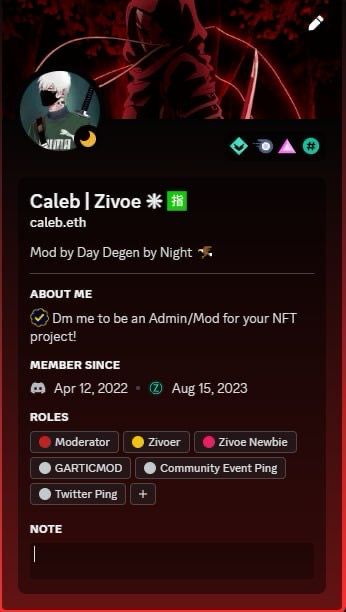 Caleb | Zivoe ✳ 指
caleb.eth
Mod by Day Degen by Night
ABOUT ME
Dm me to be an Admin/Mod for your NFT
project!
MEMBER SINCE
Apr 12, 2022 • Z Aug 15, 2023
ROLES
Moderator Zivoer Zivoe Newbie
GARTICMOD Community Event Ping
Twitter Ping +
NOTE